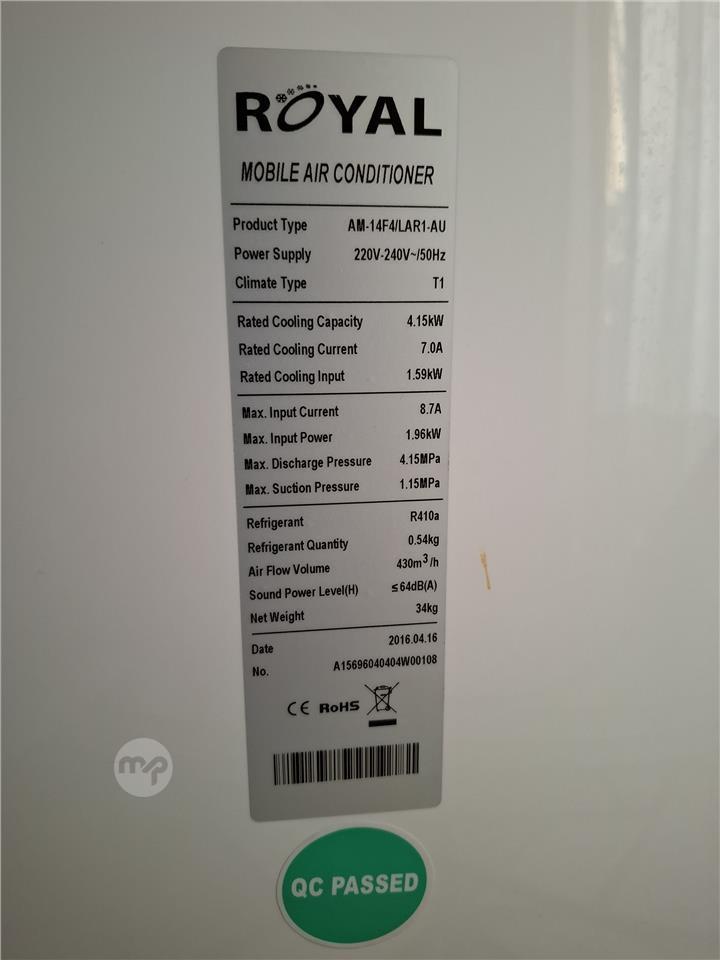 ROYAL
MOBILE AIR CONDITIONER
Product Type AM-14F4/LAR1-AU
Power Supply 220V-240V~/50Hz
Climate Type T1
Rated Cooling Capacity 4.15kW
Rated Cooling Current 7.0A
Rated Cooling Input 1.59kW
Max. Input Current 8.7A
Max. Input Power 1.96kW
Max. Discharge Pressure 4.15MPa
Max. Suction Pressure 1.15MPa
Refrigerant R410a
Refrigerant Quantity 0.54kg
Air Flow Volume 430m³/h
Sound Power Level(H) ≤64dB(A)
Net Weight 34kg
Date 2016.04.16
No. A15696040404W00108
CE RoHS
mp
QC PASSED